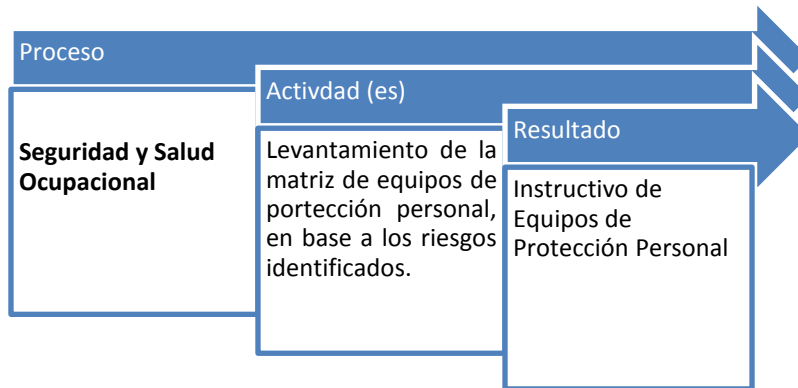 Proceso
Seguridad y Salud
Ocupacional
Activdad (es)
Levantamiento de la
matriz de equipos de
portección personal,
en base a los riesgos
identificados.
Resultado
Instructivo de
Equipos de
Protección Personal